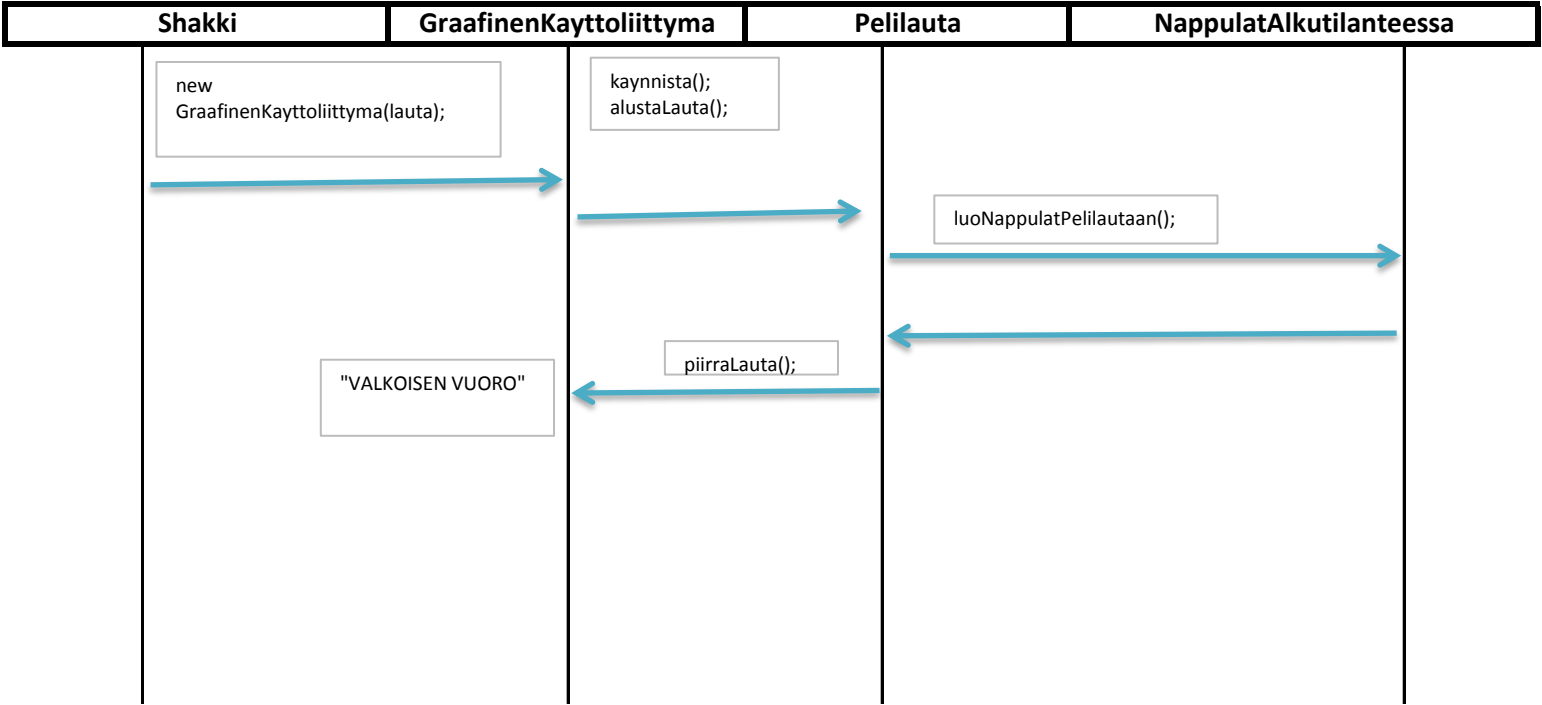 Shakki GraafinenKayttoliittyma Pelilauta NappulatAlkutilanteessa
new
GraafinenKayttoliittyma(lauta);
kaynnista();
alustaLauta();
luoNappulatPelilautaan();
piirraLauta();
"VALKOISEN VUORO"